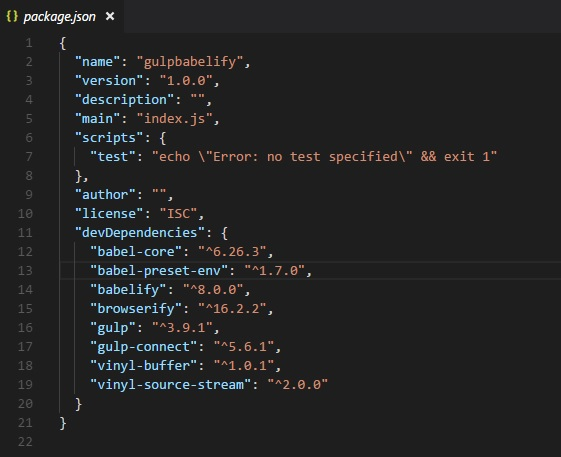 {} package.json ×
1 {
2 "name": "gulpbabelify",
3 "version": "1.0.0",
4 "description": "",
5 "main": "index.js",
6 "scripts": {
7 "test": "echo \"Error: no test specified\" && exit 1"
8 },
9 "author": "",
10 "license": "ISC",
11 "devDependencies": {
12 "babel-core": "^6.26.3",
13 "babel-preset-env": "^1.7.0",
14 "babelify": "^8.0.0",
15 "browserify": "^16.2.2",
16 "gulp": "^3.9.1",
17 "gulp-connect": "^5.6.1",
18 "vinyl-buffer": "^1.0.1",
19 "vinyl-source-stream": "^2.0.0"
20 }
21 }
22